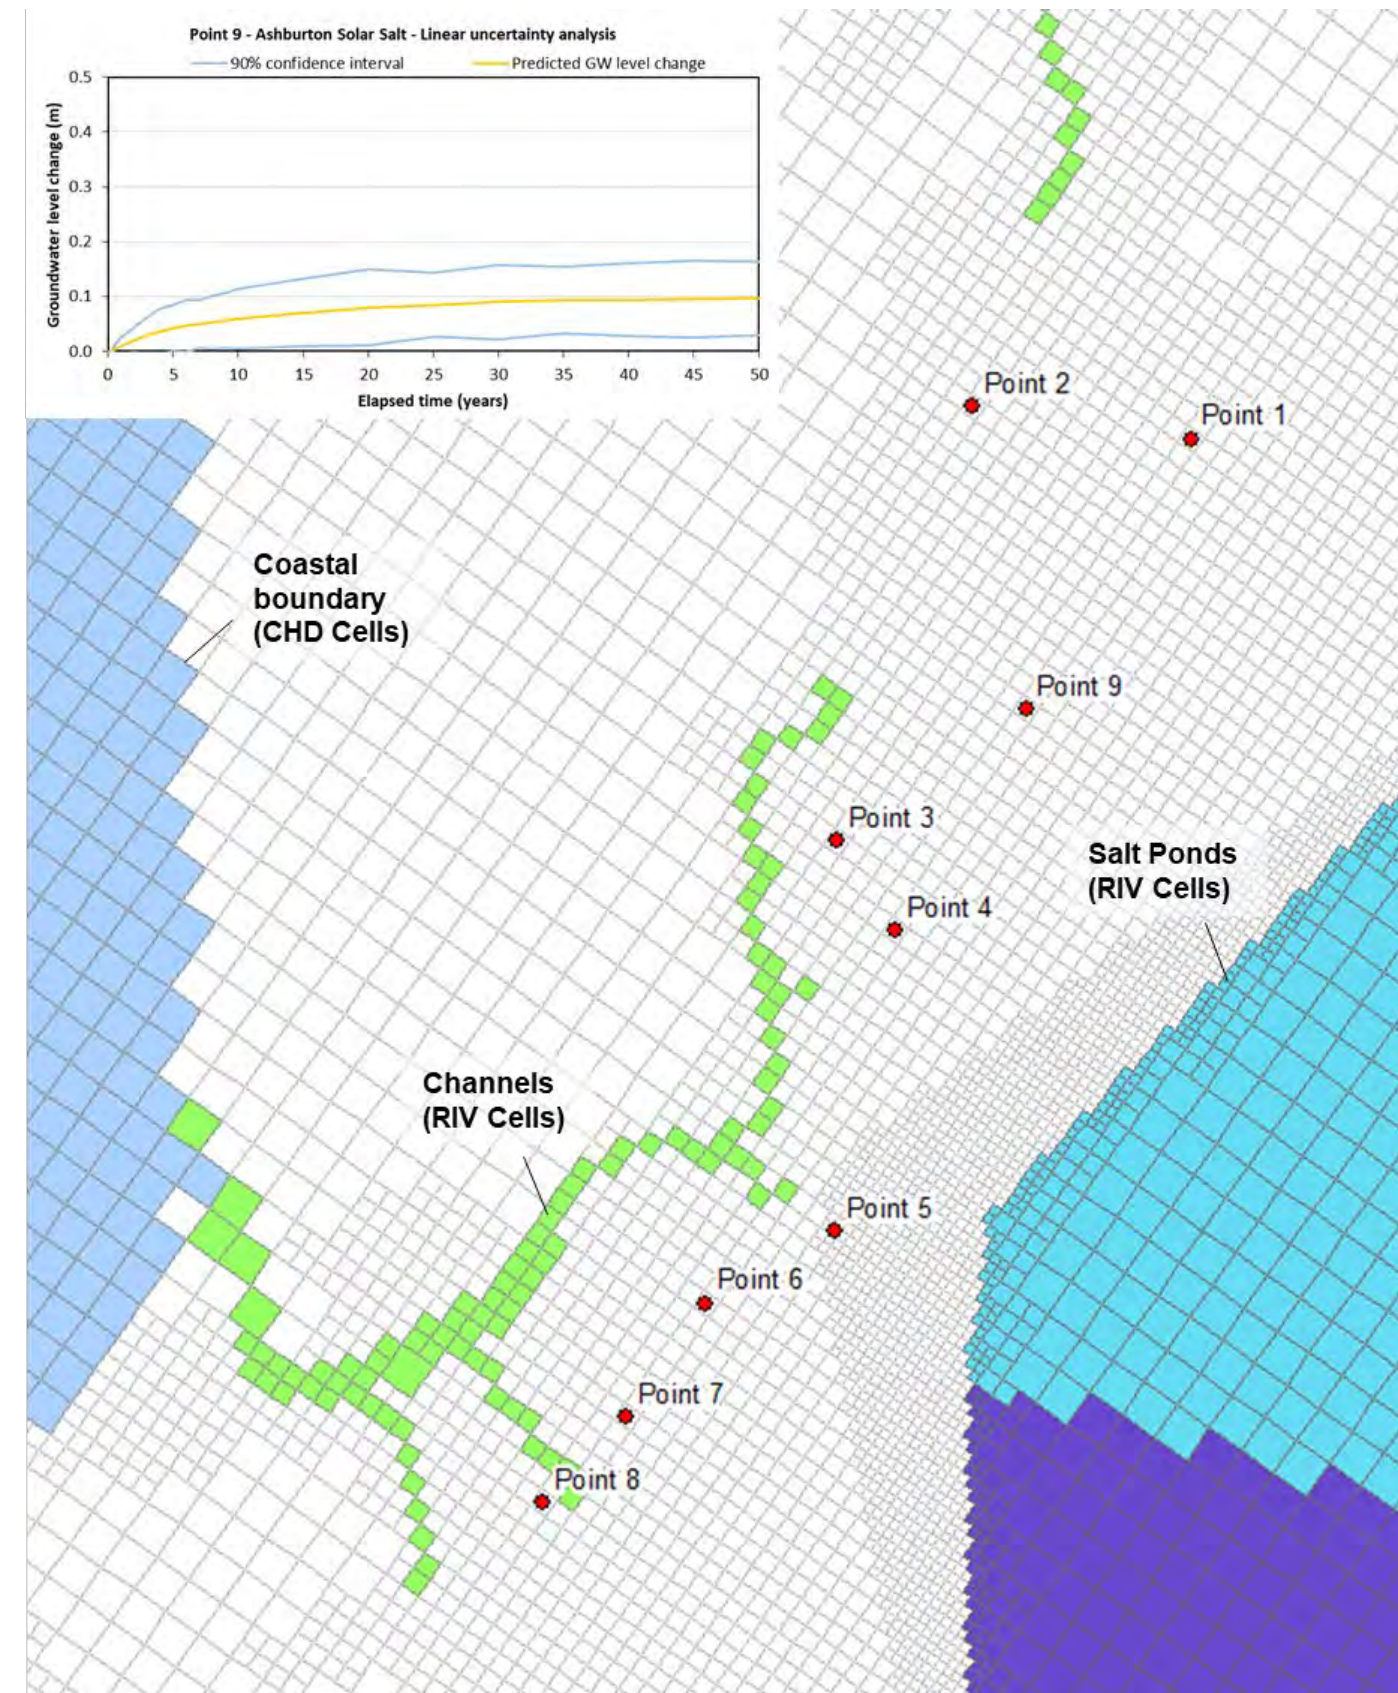 Point 9 - Ashburton Solar Salt - Linear uncertainty analysis
90% confidence interval
Predicted GW level change
Groundwater level change (m)
0.5
0.4
0.3
0.2
0.1
0.0
0 5 10 15 20 25 30 35 40 45 50
Elapsed time (years)
Point 2
Point 1
Coastal
boundary
(CHD Cells)
Point 9
Point 3
Salt Ponds
(RIV Cells)
Point 4
Channels
(RIV Cells)
Point 5
Point 6
Point 7
Point 8